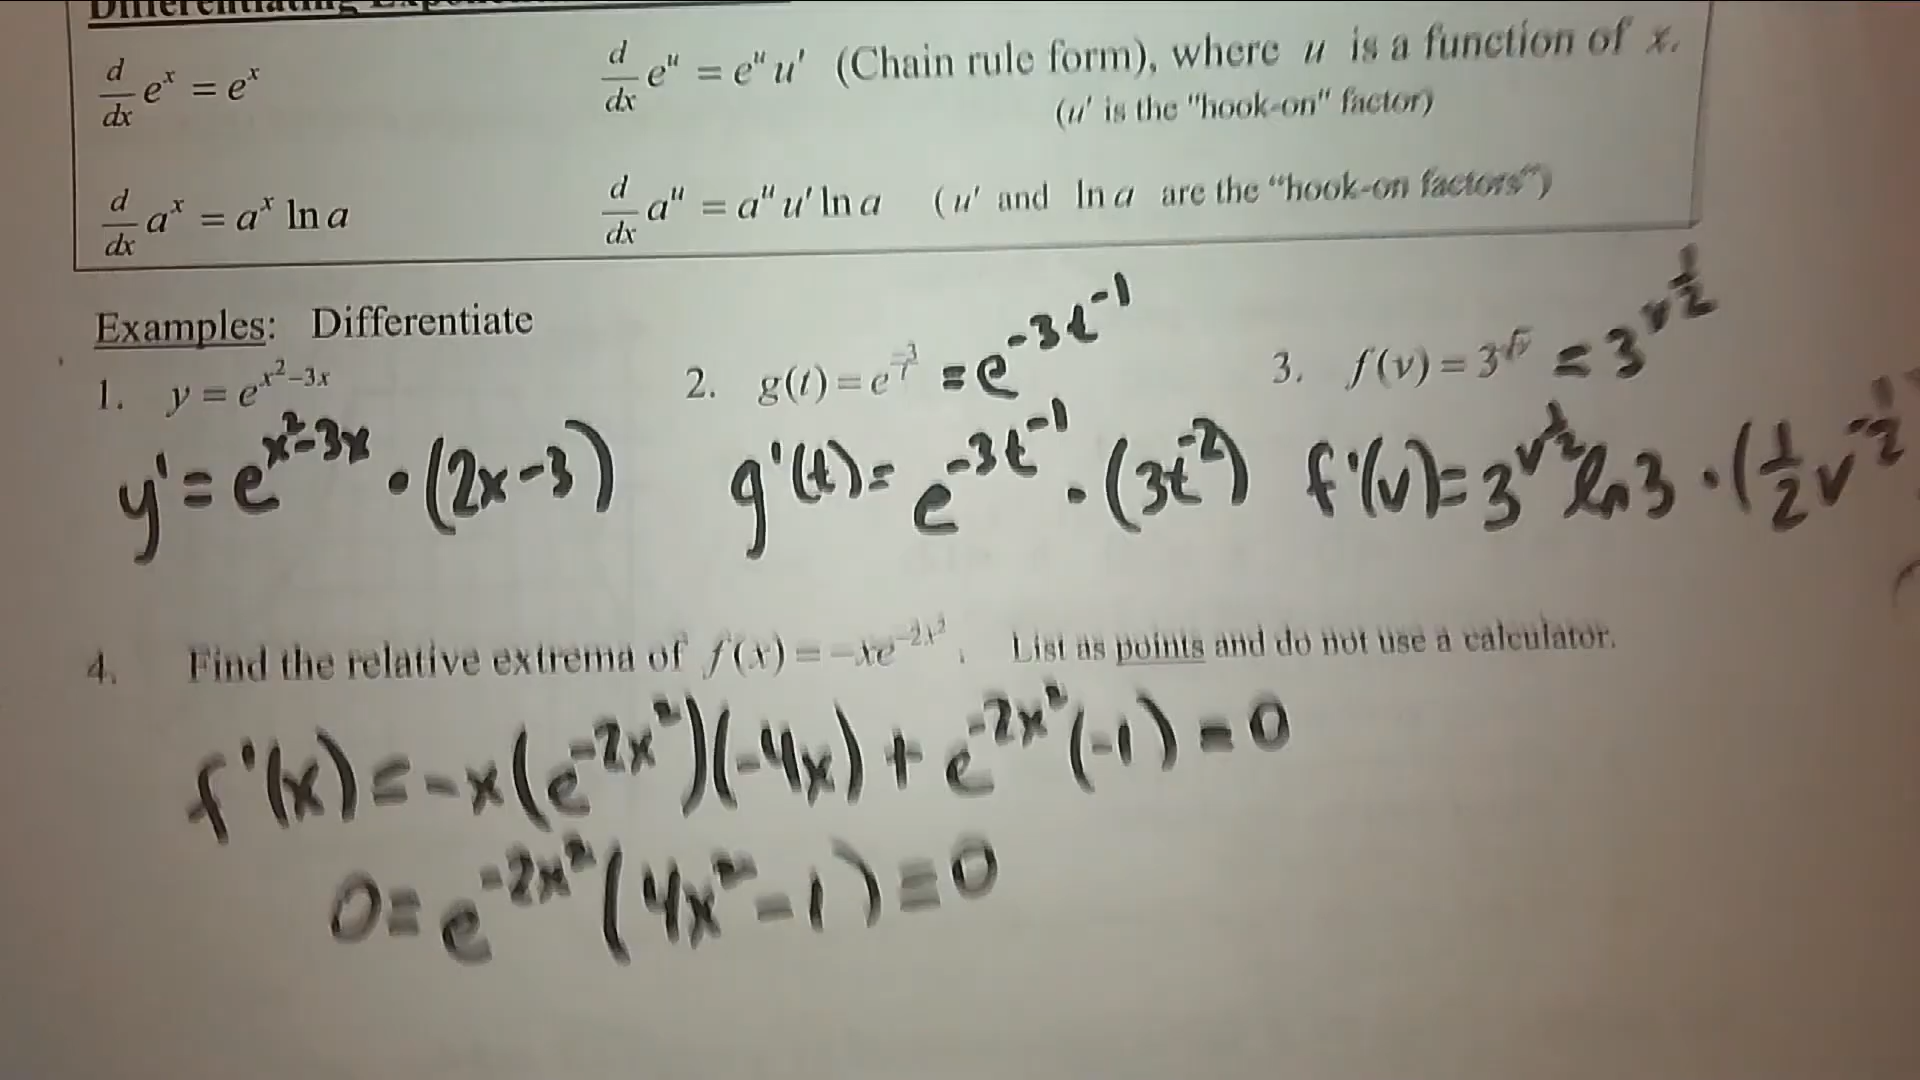 Differentiating
d/dx e^x = e^x    d/dx e^u = e^u u' (Chain rule form), where u is a function of x.
(u' is the "hook-on" factor)
d/dx a^x = a^x ln a    d/dx a^u = a^u u' ln a    (u' and ln a are the "hook-on factors")
Examples: Differentiate
1. y = e^(x²-3x)    2. g(t) = e^(-3/t) = e^(-3t^(-1))    3. f(v) = 3^(√v) = 3^(v^(1/2))
y' = e^(x²-3x) · (2x-3)    g'(t) = e^(-3t^(-1)) · (3t^(-2))    f'(v) = 3^(v^(1/2)) ln 3 · (1/2 v^(-1/2)
4. Find the relative extrema of f(x) = -xe^(-2x²). List as points and do not use a calculator.
f'(x) = -x(e^(-2x²))(-4x) + e^(-2x²)(-1) = 0
0 = e^(-2x²)(4x²-1) = 0